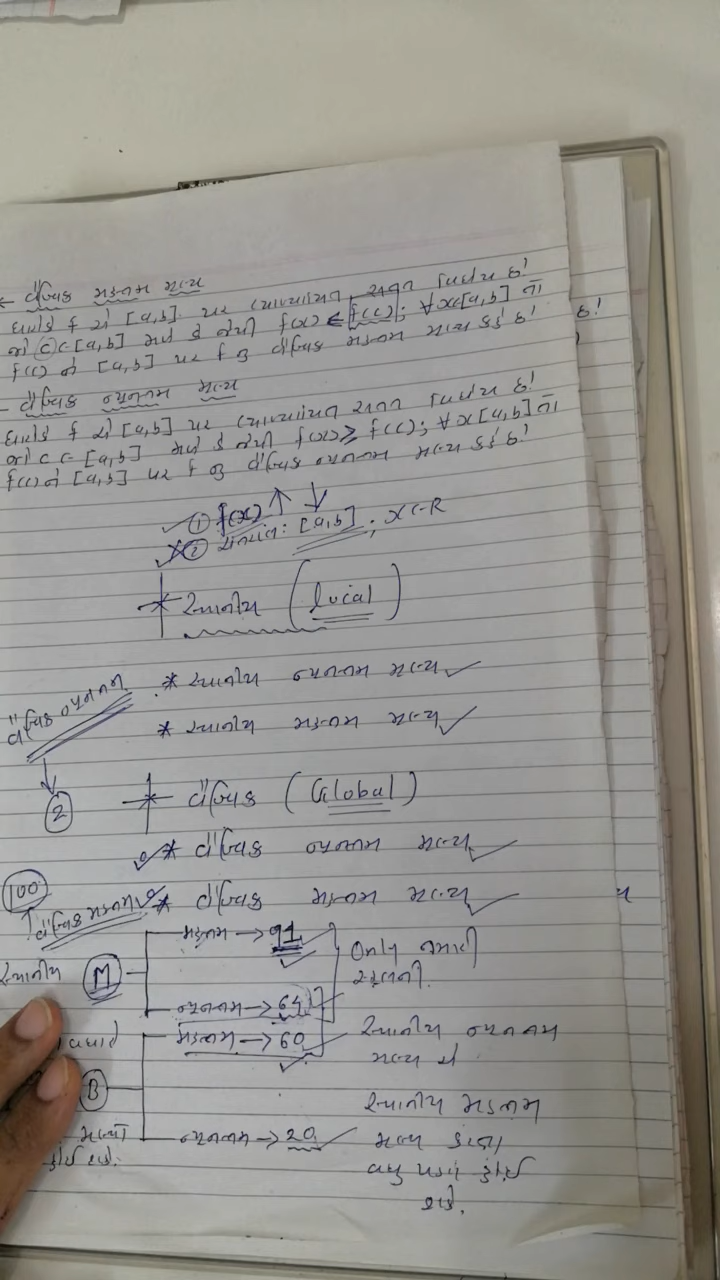 ← વૈશ્વિક મહત્તમ મૂલ્ય
ધારોકે f એ [a,b] પર વ્યાખ્યાયિત સતત વિધેય છે!
જો c ∈ [a,b] મળે કે જેથી f(x) ≤ f(c); ∀x∈[a,b] તો
f(c) ને [a,b] પર f નું વૈશ્વિક મહત્તમ મૂલ્ય કહે છે! છે!
- વૈશ્વિક ન્યૂનતમ મૂલ્ય
ધારોકે f એ [a,b] પર વ્યાખ્યાયિત સતત વિધેય છે!
જો c ∈ [a,b] મળે કે જેથી f(x) ≥ f(c); ∀x[a,b] તો
f(c) ને [a,b] પર f નું વૈશ્વિક ન્યૂનતમ મૂલ્ય કહે છે!
① f(x) ↑ ↓
② [a,b]; x∈R
* સ્થાનીય (local)
* સ્થાનીય ન્યૂનતમ મૂલ્ય ✓
વૈશ્વિક ન્યૂનતમ
* સ્થાનીય મહત્તમ મૂલ્ય ✓
② * વૈશ્વિક (Global)
* વૈશ્વિક ન્યૂનતમ મૂલ્ય ✓
100 * વૈશ્વિક મહત્તમ મૂલ્ય ✓
વૈશ્વિક મહત્તમ
મહત્તમ → 91 Only
સ્થાનીય M
ન્યૂનતમ → 64
મહત્તમ → 60 સ્થાનીય ન્યૂનતમ
મૂલ્ય એ
B
સ્થાનીય મહત્તમ
ન્યૂનતમ → 20 મૂલ્ય કરતા
વધુ પણ હોઈ
શકે.
મૂલ્યો
હોઈ શકે.